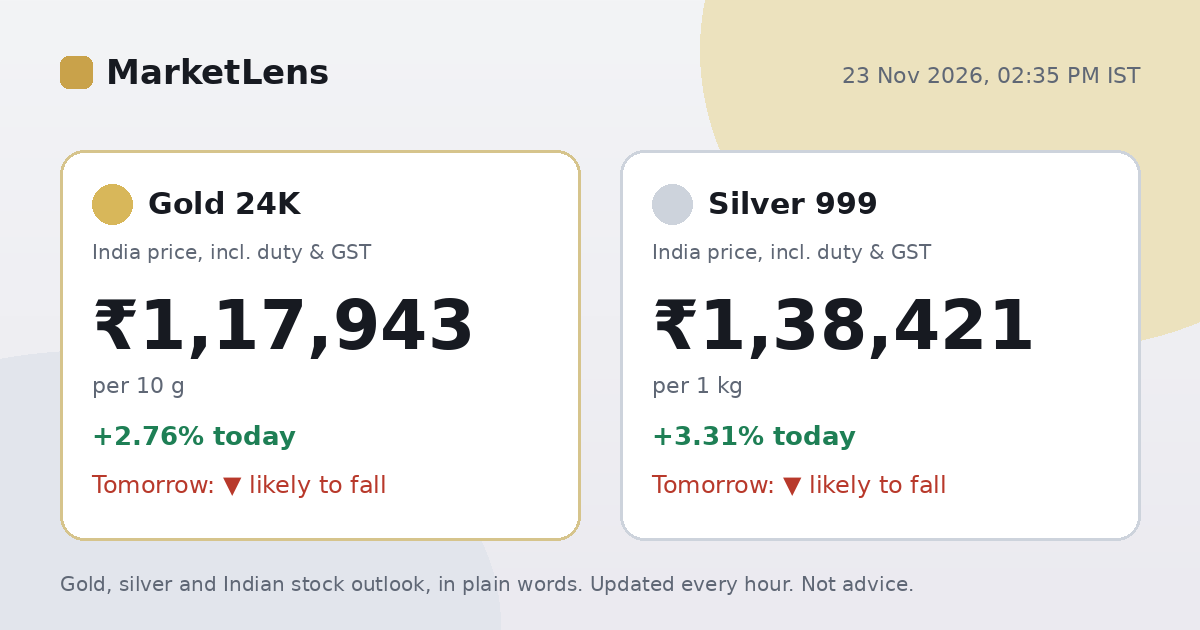 MarketLens
23 Nov 2026, 02:35 PM IST
Gold 24K
India price, incl. duty & GST
₹1,17,943
per 10 g
+2.76% today
Tomorrow: ▼ likely to fall
Silver 999
India price, incl. duty & GST
₹1,38,421
per 1 kg
+3.31% today
Tomorrow: ▼ likely to fall
Gold, silver and Indian stock outlook, in plain words. Updated every hour. Not advice.